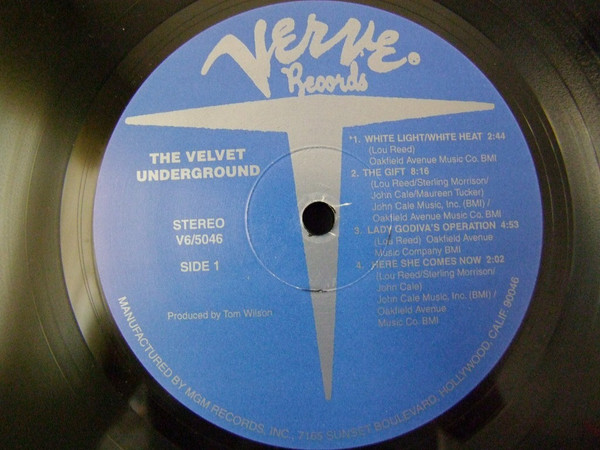 Verve.
Records
THE VELVET
UNDERGROUND
STEREO
V6/5046
SIDE 1
Produced by Tom Wilson
*1. WHITE LIGHT/WHITE HEAT 2:44
(Lou Reed)
Oakfield Avenue Music Co. BMI
2. THE GIFT 8:16
(Lou Reed/Sterling Morrison/
John Cale/Maureen Tucker)
John Cale Music, Inc. (BMI) /
Oakfield Avenue Music Co. BMI
3. LADY GODIVA'S OPERATION 4:53
(Lou Reed) Oakfield Avenue
Music Company BMI
4. HERE SHE COMES NOW 2:02
(Lou Reed/Sterling Morrison/
John Cale)
John Cale Music, Inc. (BMI) /
Oakfield Avenue
Music Co. BMI
MANUFACTURED BY MGM RECORDS, INC., 7165 SUNSET BOULEVARD, HOLLYWOOD, CALIF. 90046